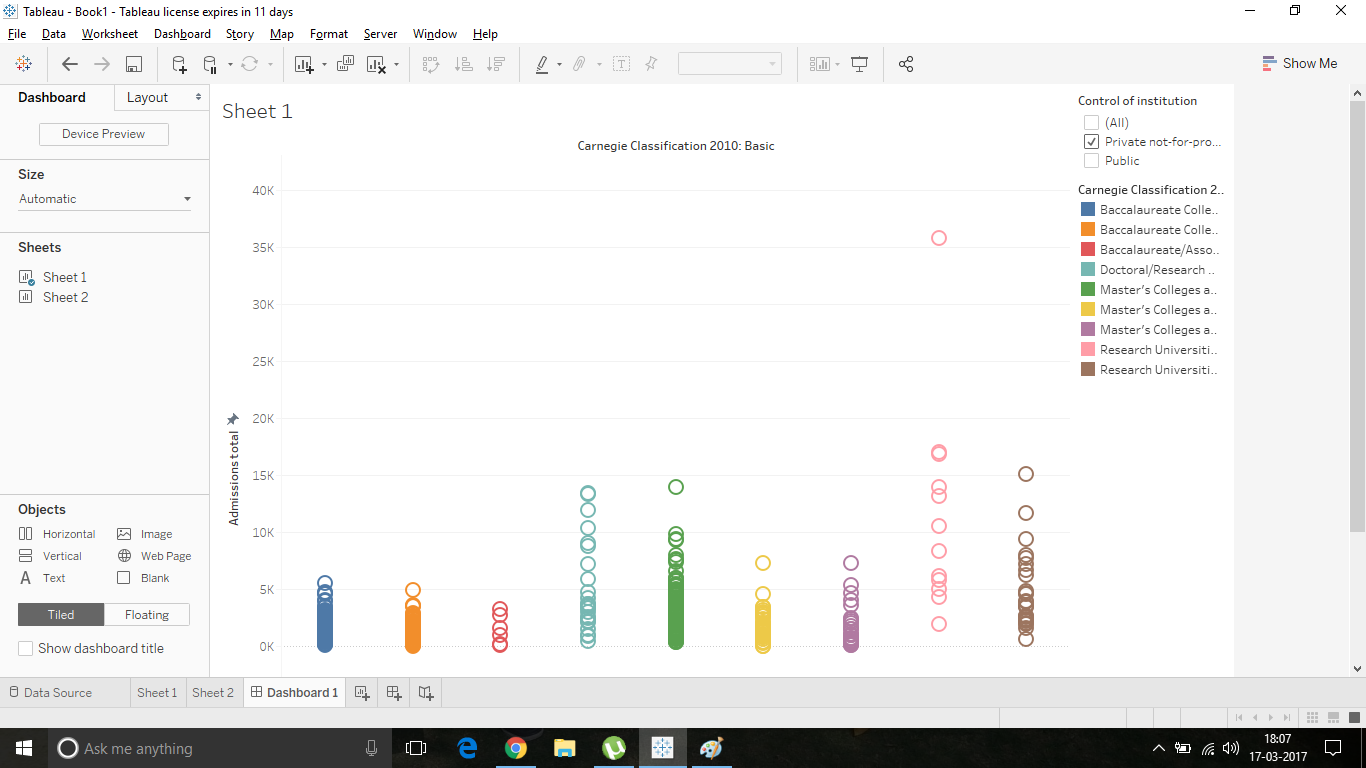 Tableau - Book1 - Tableau license expires in 11 days
File Data Worksheet Dashboard Story Map Format Server Window Help
Show Me
Dashboard Layout
Device Preview
Size
Automatic
Sheets
Sheet 1
Sheet 2
Objects
Horizontal Image
Vertical Web Page
A Text Blank
Tiled Floating
Show dashboard title
Sheet 1
Carnegie Classification 2010: Basic
40K
35K
30K
25K
20K
15K
10K
5K
0K
Admissions total
Control of institution
(All)
Private not-for-pro...
Public
Carnegie Classification 2..
Baccalaureate Colle..
Baccalaureate Colle..
Baccalaureate/Asso..
Doctoral/Research ..
Master's Colleges a..
Master's Colleges a..
Master's Colleges a..
Research Universiti..
Research Universiti..
Data Source Sheet 1 Sheet 2 Dashboard 1
Ask me anything
18:07
17-03-2017